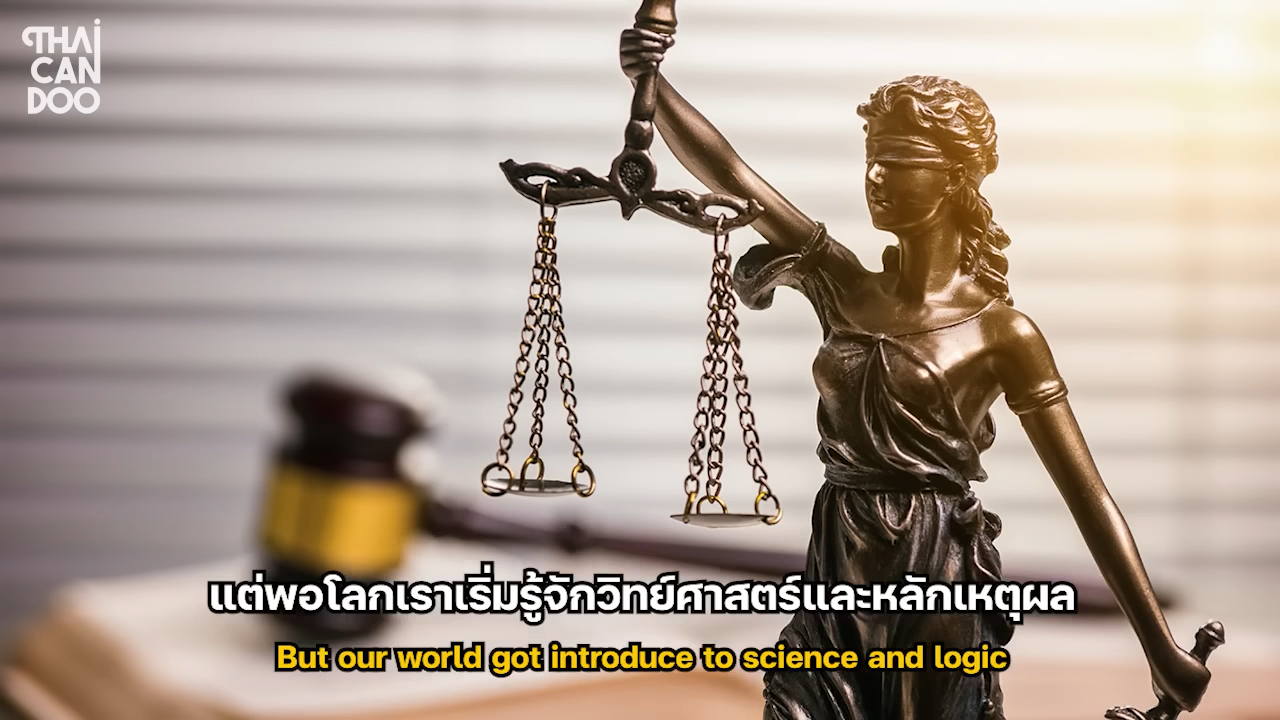 THAI
CAN
DOO
แต่พอโลกเราเริ่มรู้จักวิทย์ศาสตร์และหลักเหตุผล
But our world got introduce to science and logic